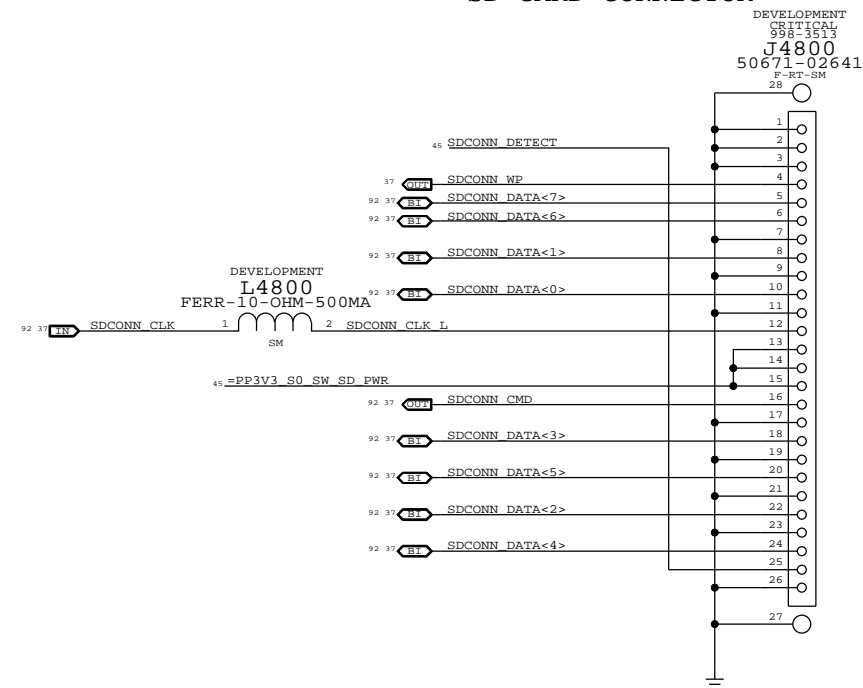 SD CARD CONNECTOR
DEVELOPMENT
CRITICAL
998-3513
J4800
50671-02641
F-RT-SM
28
1
2
45 SDCONN_DETECT
3
37 OUT SDCONN_WP 4
92 37 BI SDCONN_DATA<7> 5
92 37 BI SDCONN_DATA<6> 6
7
92 37 BI SDCONN_DATA<1> 8
9
DEVELOPMENT
L4800
92 37 BI SDCONN_DATA<0> 10
FERR-10-OHM-500MA
11
92 37 IN SDCONN_CLK 1 2 SDCONN_CLK_L 12
SM
13
14
45 =PP3V3_S0_SW_SD_PWR 15
92 37 OUT SDCONN_CMD 16
17
92 37 BI SDCONN_DATA<3> 18
19
92 37 BI SDCONN_DATA<5> 20
21
92 37 BI SDCONN_DATA<2> 22
23
92 37 BI SDCONN_DATA<4> 24
25
26
27